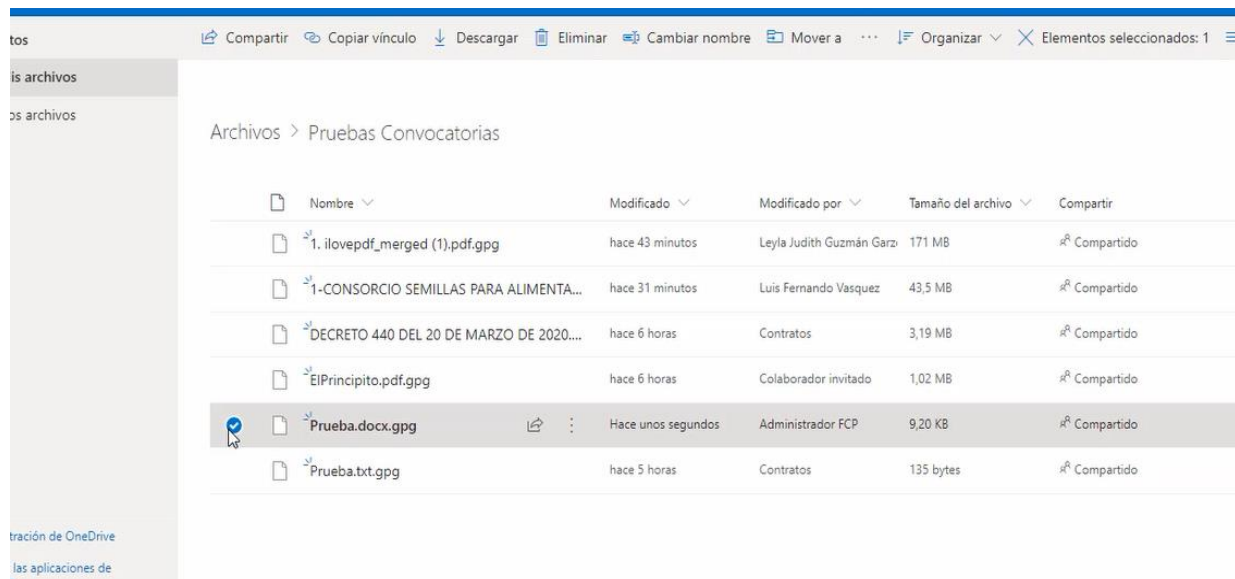 tos
Compartir Copiar vínculo Descargar Eliminar Cambiar nombre Mover a ··· Organizar Elementos seleccionados: 1
is archivos
os archivos
Archivos > Pruebas Convocatorias
Nombre Modificado Modificado por Tamaño del archivo Compartir
1. ilovepdf_merged (1).pdf.gpg hace 43 minutos Leyla Judith Guzmán Garz 171 MB Compartido
1-CONSORCIO SEMILLAS PARA ALIMENTA... hace 31 minutos Luis Fernando Vasquez 43,5 MB Compartido
DECRETO 440 DEL 20 DE MARZO DE 2020.... hace 6 horas Contratos 3,19 MB Compartido
ElPrincipito.pdf.gpg hace 6 horas Colaborador invitado 1,02 MB Compartido
Prueba.docx.gpg Hace unos segundos Administrador FCP 9,20 KB Compartido
Prueba.txt.gpg hace 5 horas Contratos 135 bytes Compartido
tración de OneDrive
las aplicaciones de